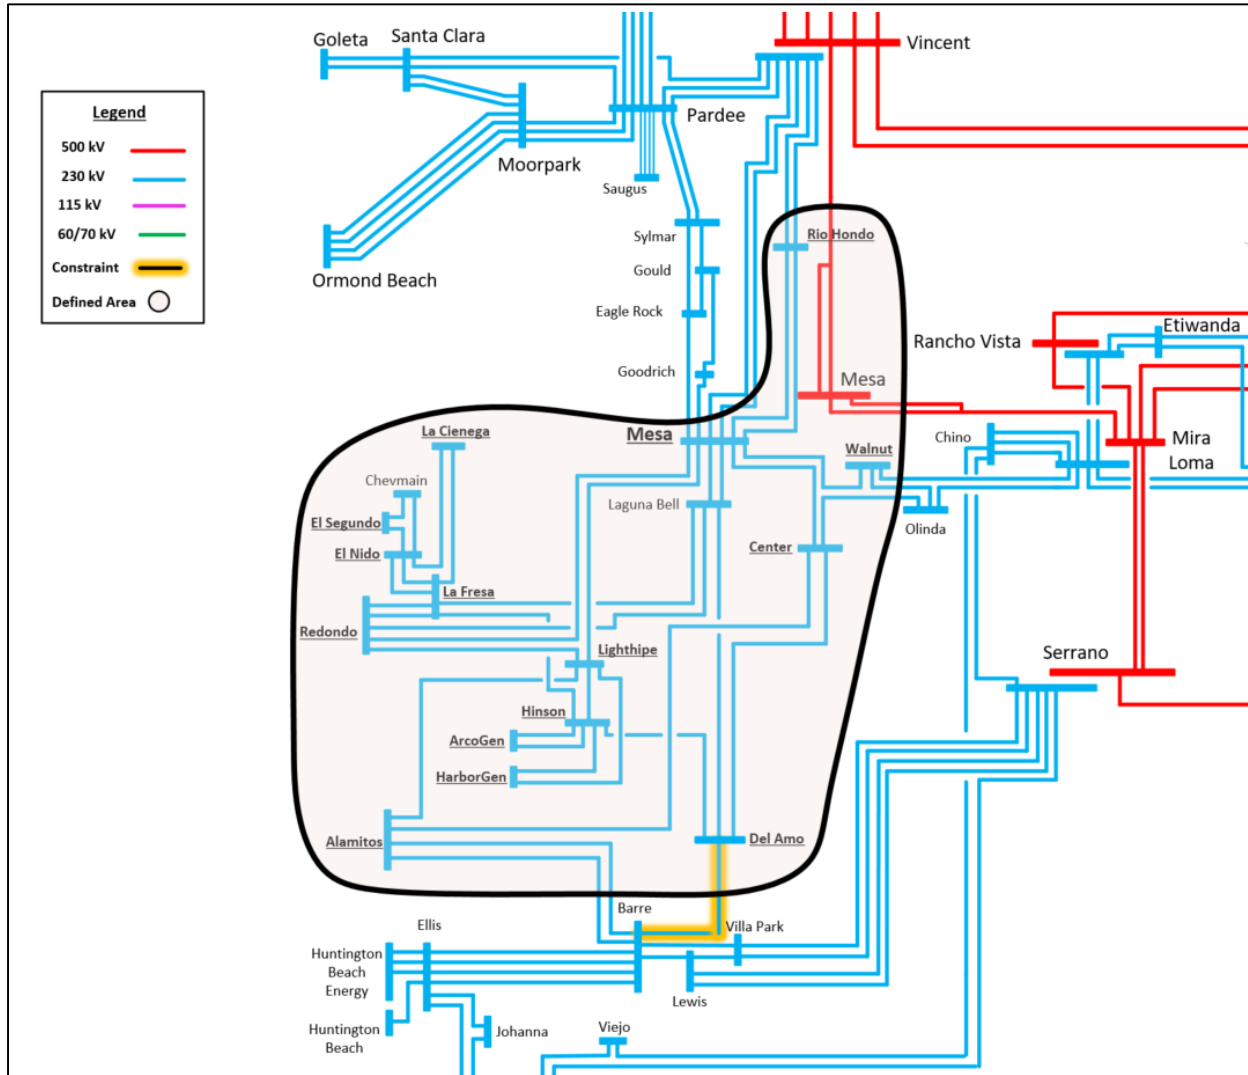 Goleta
Santa Clara
Vincent
Legend
500 kV
230 kV
115 kV
60/70 kV
Constraint
Defined Area
Pardee
Moorpark
Saugus
Ormond Beach
Sylmar
Rio Hondo
Gould
Eagle Rock
Goodrich
Rancho Vista
Etiwanda
Mesa
La Cienega
Mesa
Chino
Mira
Loma
Walnut
Chevmain
Laguna Bell
Olinda
El Segundo
El Nido
Center
La Fresa
Redondo
Lighthipe
Serrano
Hinson
ArcoGen
HarborGen
Alamitos
Del Amo
Barre
Ellis
Villa Park
Huntington
Beach
Energy
Lewis
Huntington
Beach
Johanna
Viejo